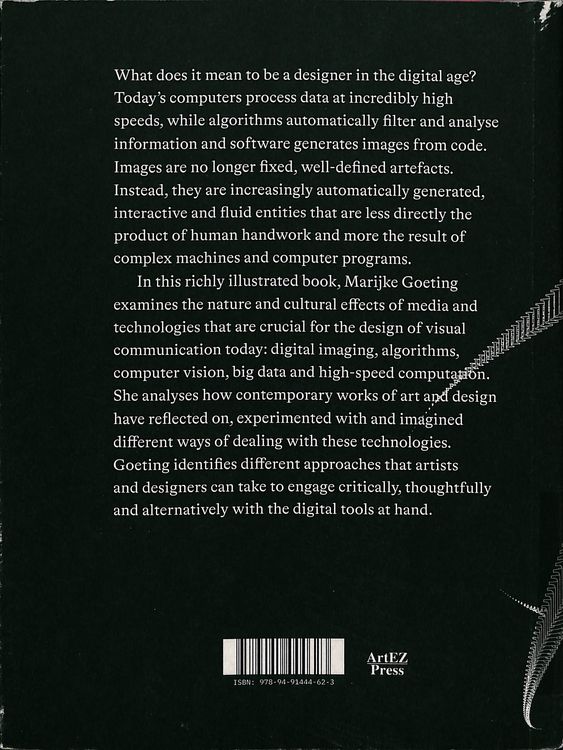 What does it mean to be a designer in the digital age?
Today's computers process data at incredibly high
speeds, while algorithms automatically filter and analyse
information and software generates images from code.
Images are no longer fixed, well-defined artefacts.
Instead, they are increasingly automatically generated,
interactive and fluid entities that are less directly the
product of human handwork and more the result of
complex machines and computer programs.
In this richly illustrated book, Marijke Goeting
examines the nature and cultural effects of media and
technologies that are crucial for the design of visual
communication today: digital imaging, algorithms,
computer vision, big data and high-speed computation.
She analyses how contemporary works of art and design
have reflected on, experimented with and imagined
different ways of dealing with these technologies.
Goeting identifies different approaches that artists
and designers can take to engage critically, thoughtfully
and alternatively with the digital tools at hand.
ISBN: 978-94-91444-62-3
ArtEZ
Press